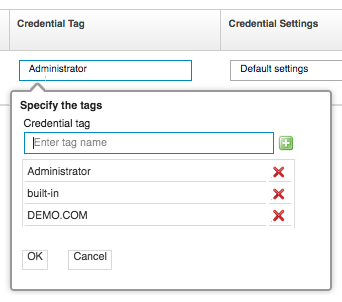 Credential Tag Credential Settings
Administrator Default settings
Specify the tags
Credential tag
Enter tag name
Administrator
built-in
DEMO.COM
OK Cancel